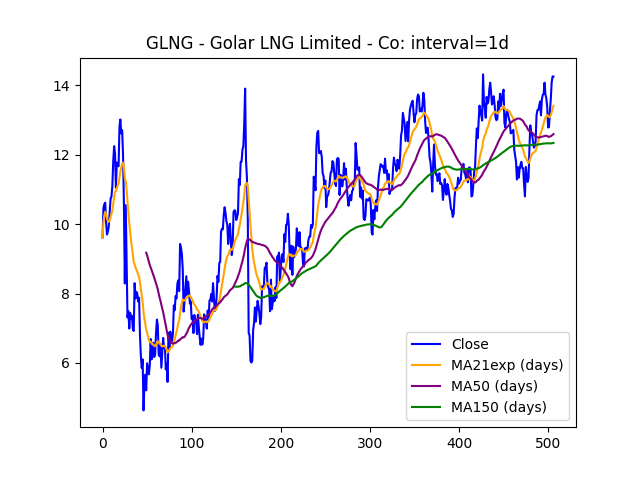 GLNG - Golar LNG Limited - Co: interval=1d
14
12
10
8
6
0
100
200
300
400
500
Close
MA21exp (days)
MA50 (days)
MA150 (days)